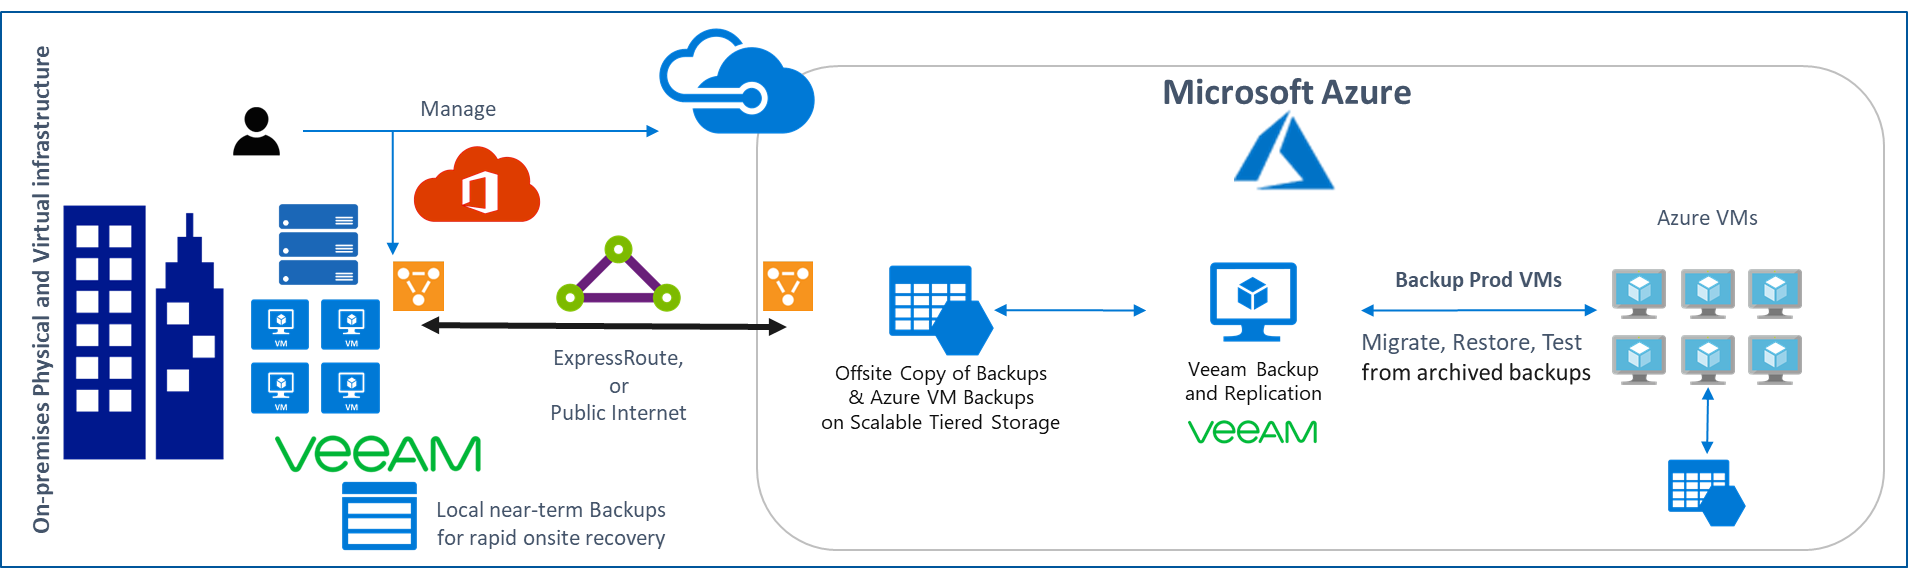 On-premises Physical and Virtual infrastructure
Manage
Microsoft Azure
Azure VMs
VM
VM
VM
VM
ExpressRoute,
or
Public Internet
Offsite Copy of Backups
& Azure VM Backups
on Scalable Tiered Storage
Veeam Backup
and Replication
veeAM
Backup Prod VMs
Migrate, Restore, Test
from archived backups
veeAM
Local near-term Backups
for rapid onsite recovery